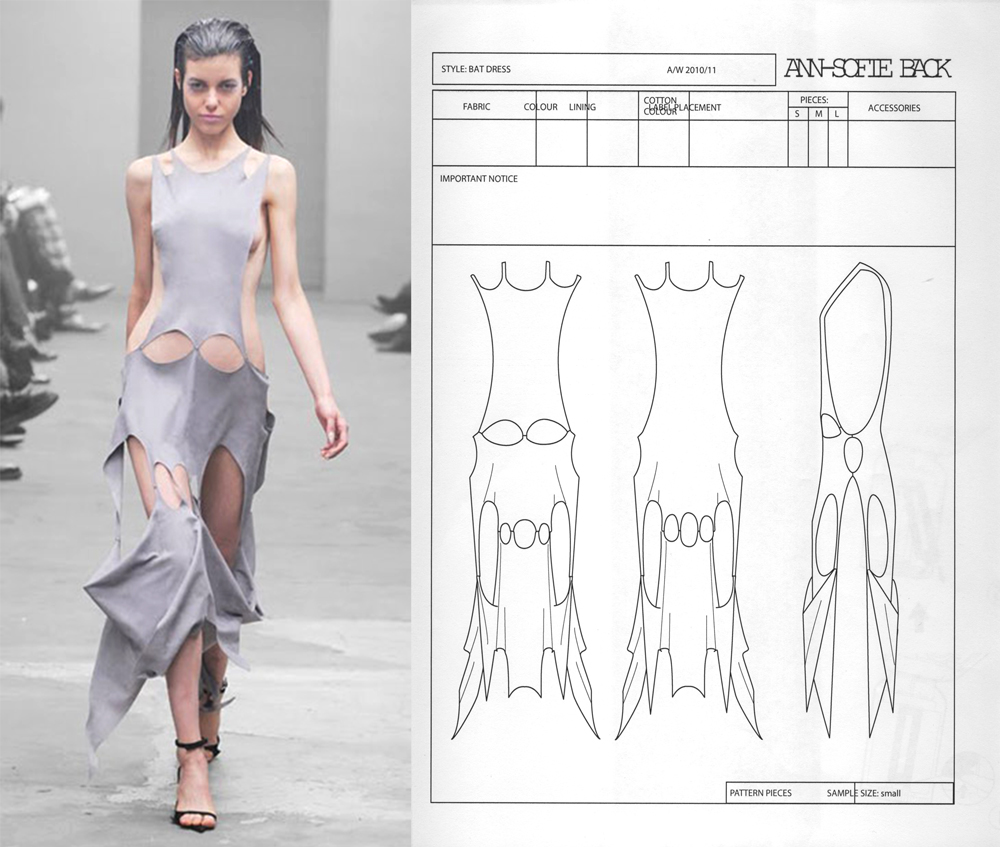 STYLE: BAT DRESS A/W 2010/11
ANN-SOFIE BACK
FABRIC COLOUR LINING COTTON COLOUR LABEL PLACEMENT PIECES: ACCESSORIES
S M L
IMPORTANT NOTICE
PATTERN PIECES SAMPLE SIZE: small